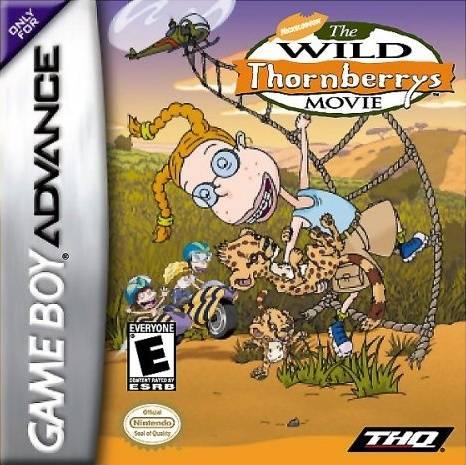 ONLY
FOR
GAME BOY ADVANCE
NICKELODEON
The
WILD
Thornberrys™
MOVIE
EVERYONE
E
CONTENT RATED BY
ESRB
Official
Nintendo
Seal of Quality
THQ